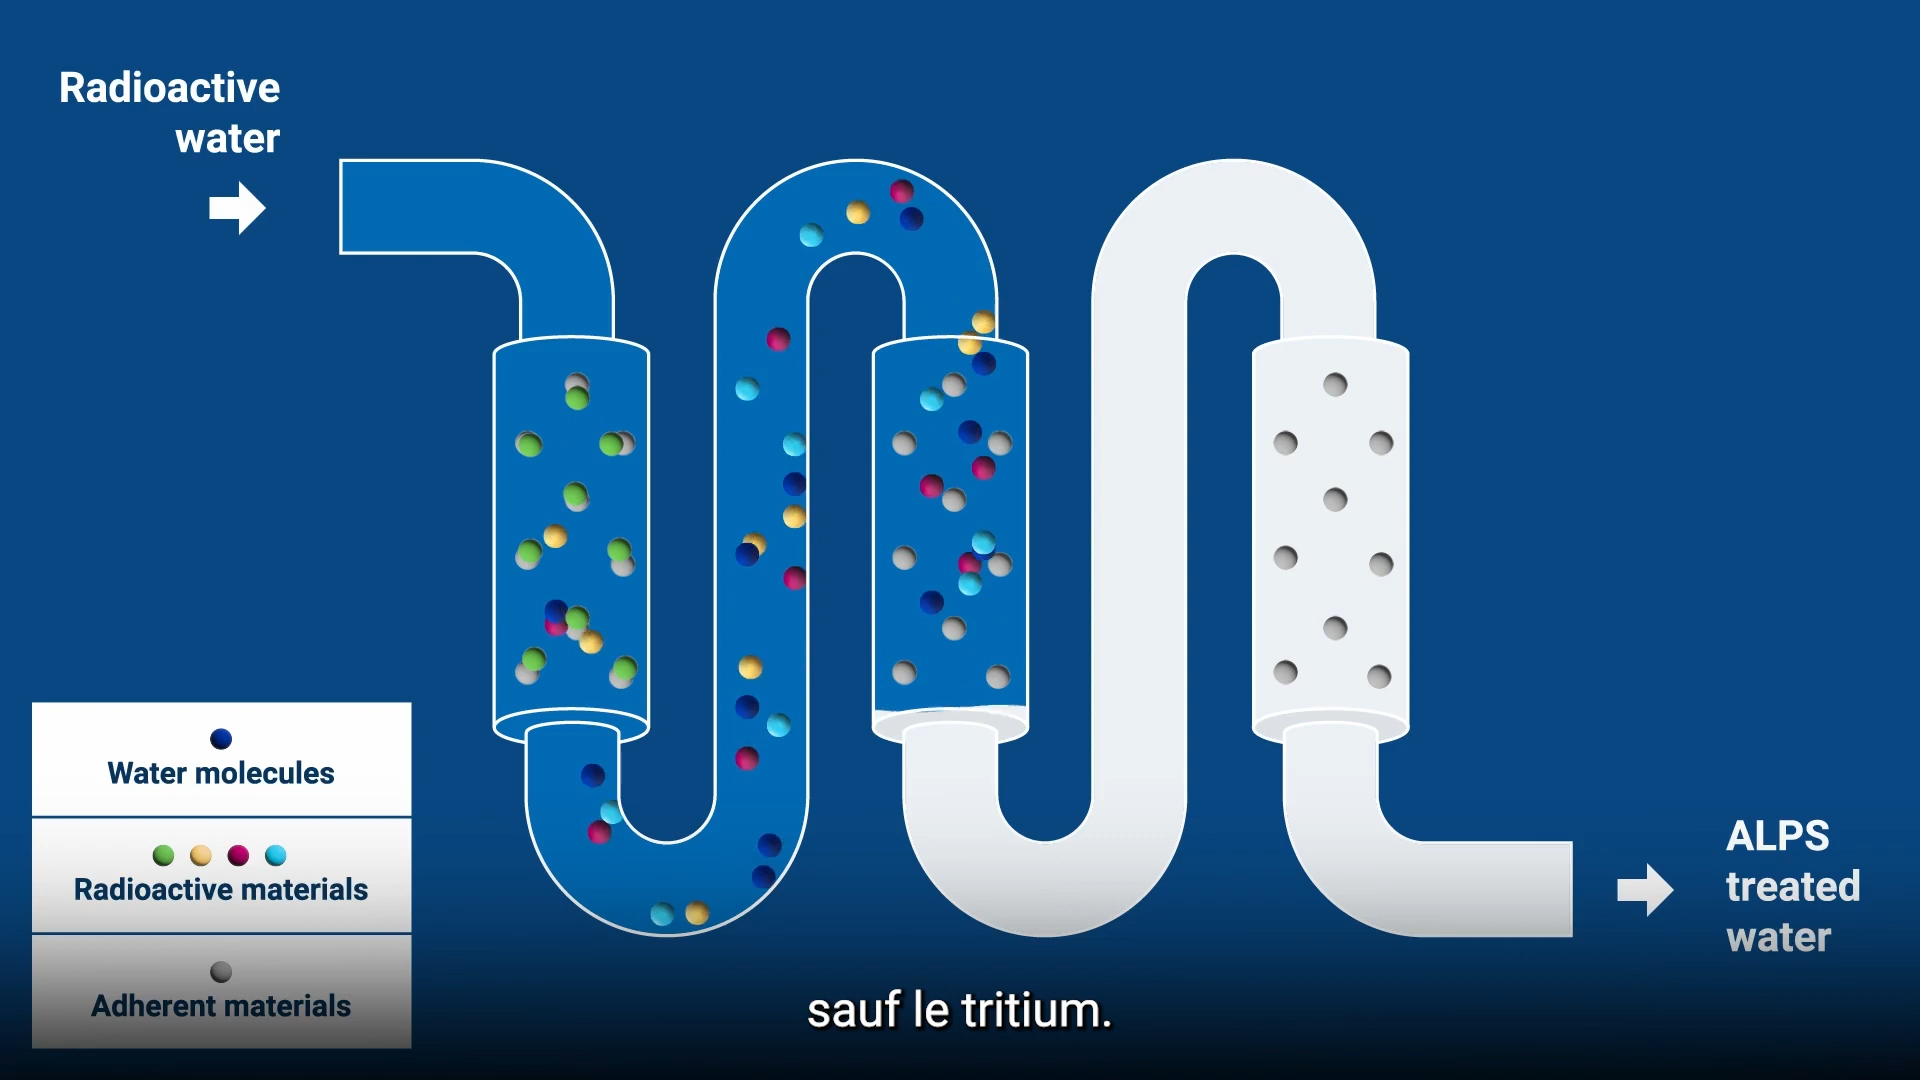 Radioactive
water
Water molecules
Radioactive materials
Adherent materials
ALPS
treated
water
sauf le tritium.